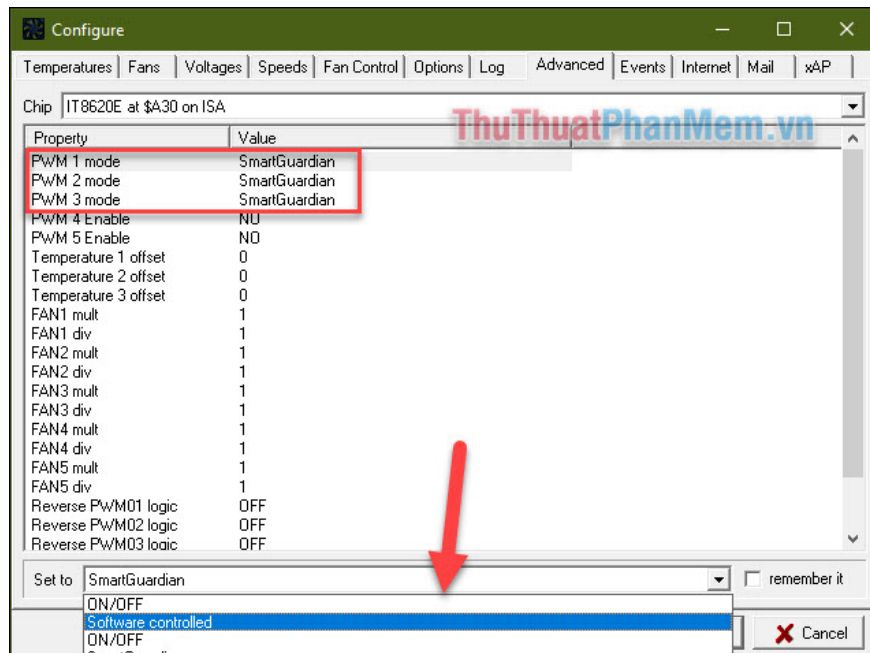 Configure
Temperatures Fans Voltages Speeds Fan Control Options Log Advanced Events Internet Mail xAP
Chip IT8620E at $A30 on ISA
ThuThuatPhanMem.vn
Property Value
PWM 1 mode SmartGuardian
PWM 2 mode SmartGuardian
PWM 3 mode SmartGuardian
PWM 4 Enable NO
PWM 5 Enable NO
Temperature 1 offset 0
Temperature 2 offset 0
Temperature 3 offset 0
FAN1 mult 1
FAN1 div 1
FAN2 mult 1
FAN2 div 1
FAN3 mult 1
FAN3 div 1
FAN4 mult 1
FAN4 div 1
FAN5 mult 1
FAN5 div 1
Reverse PWM01 logic OFF
Reverse PWM02 logic OFF
Reverse PWM03 logic OFF
Set to SmartGuardian remember it
ON/OFF
Software controlled
ON/OFF
SmartGuardian
Cancel